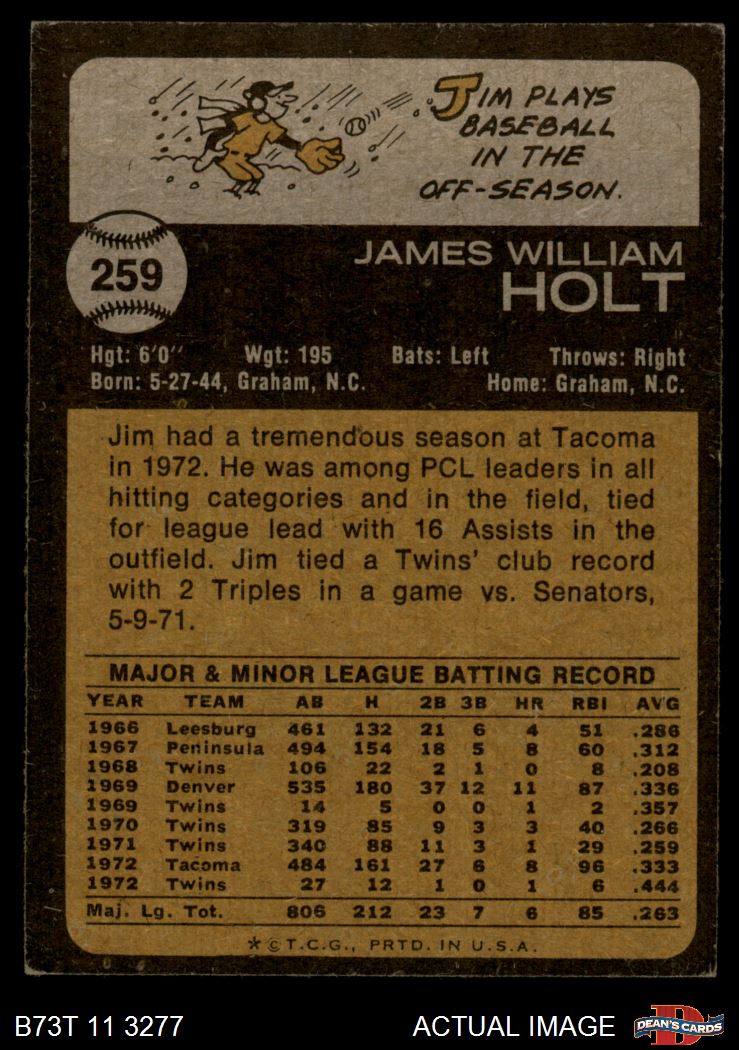 JIM PLAYS
BASEBALL
IN THE
OFF-SEASON.
259
JAMES WILLIAM
HOLT
Hgt: 6'0" Wgt: 195 Bats: Left Throws: Right
Born: 5-27-44, Graham, N.C. Home: Graham, N.C.
Jim had a tremendous season at Tacoma
in 1972. He was among PCL leaders in all
hitting categories and in the field, tied
for league lead with 16 Assists in the
outfield. Jim tied a Twins' club record
with 2 Triples in a game vs. Senators,
5-9-71.
MAJOR & MINOR LEAGUE BATTING RECORD
YEAR TEAM AB H 2B 3B HR RBI AVG
1966 Leesburg 461 132 21 6 4 51 .286
1967 Peninsula 494 154 18 5 8 60 .312
1968 Twins 106 22 2 1 0 8 .208
1969 Denver 535 180 37 12 11 87 .336
1969 Twins 14 5 0 0 1 2 .357
1970 Twins 319 85 9 3 3 40 .266
1971 Twins 340 88 11 3 1 29 .259
1972 Tacoma 484 161 27 6 8 96 .333
1972 Twins 27 12 1 0 1 6 .444
Maj. Lg. Tot. 806 212 23 7 6 85 .263
*©T.C.G., PRTD. IN U.S.A.
B73T 11 3277 ACTUAL IMAGE D DEAN'S CARDS